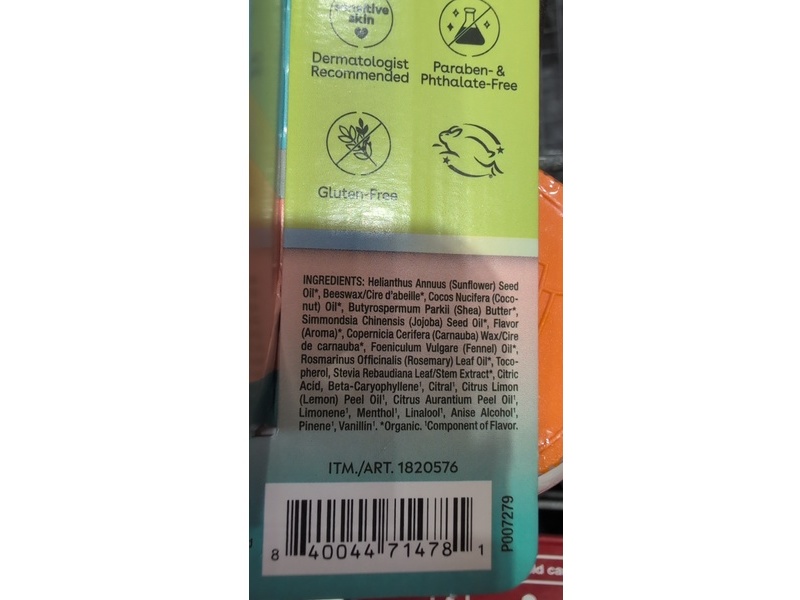 sensitive
skin
Dermatologist
Recommended
Paraben- &
Phthalate-Free
Gluten-Free
INGREDIENTS: Helianthus Annuus (Sunflower) Seed
Oil*, Beeswax/Cire d'abeille*, Cocos Nucifera (Coco-
nut) Oil*, Butyrospermum Parkii (Shea) Butter*,
Simmondsia Chinensis (Jojoba) Seed Oil*, Flavor
(Aroma)*, Copernicia Cerifera (Carnauba) Wax/Cire
de carnauba*, Foeniculum Vulgare (Fennel) Oil*,
Rosmarinus Officinalis (Rosemary) Leaf Oil*, Toco-
pherol, Stevia Rebaudiana Leaf/Stem Extract*, Citric
Acid, Beta-Caryophyllene¹, Citral¹, Citrus Limon
(Lemon) Peel Oil¹, Citrus Aurantium Peel Oil¹,
Limonene¹, Menthol¹, Linalool¹, Anise Alcohol¹,
Pinene¹, Vanillin¹. *Organic. ¹Component of Flavor.
ITM./ART. 1820576
8 40044 71478 1
P007279